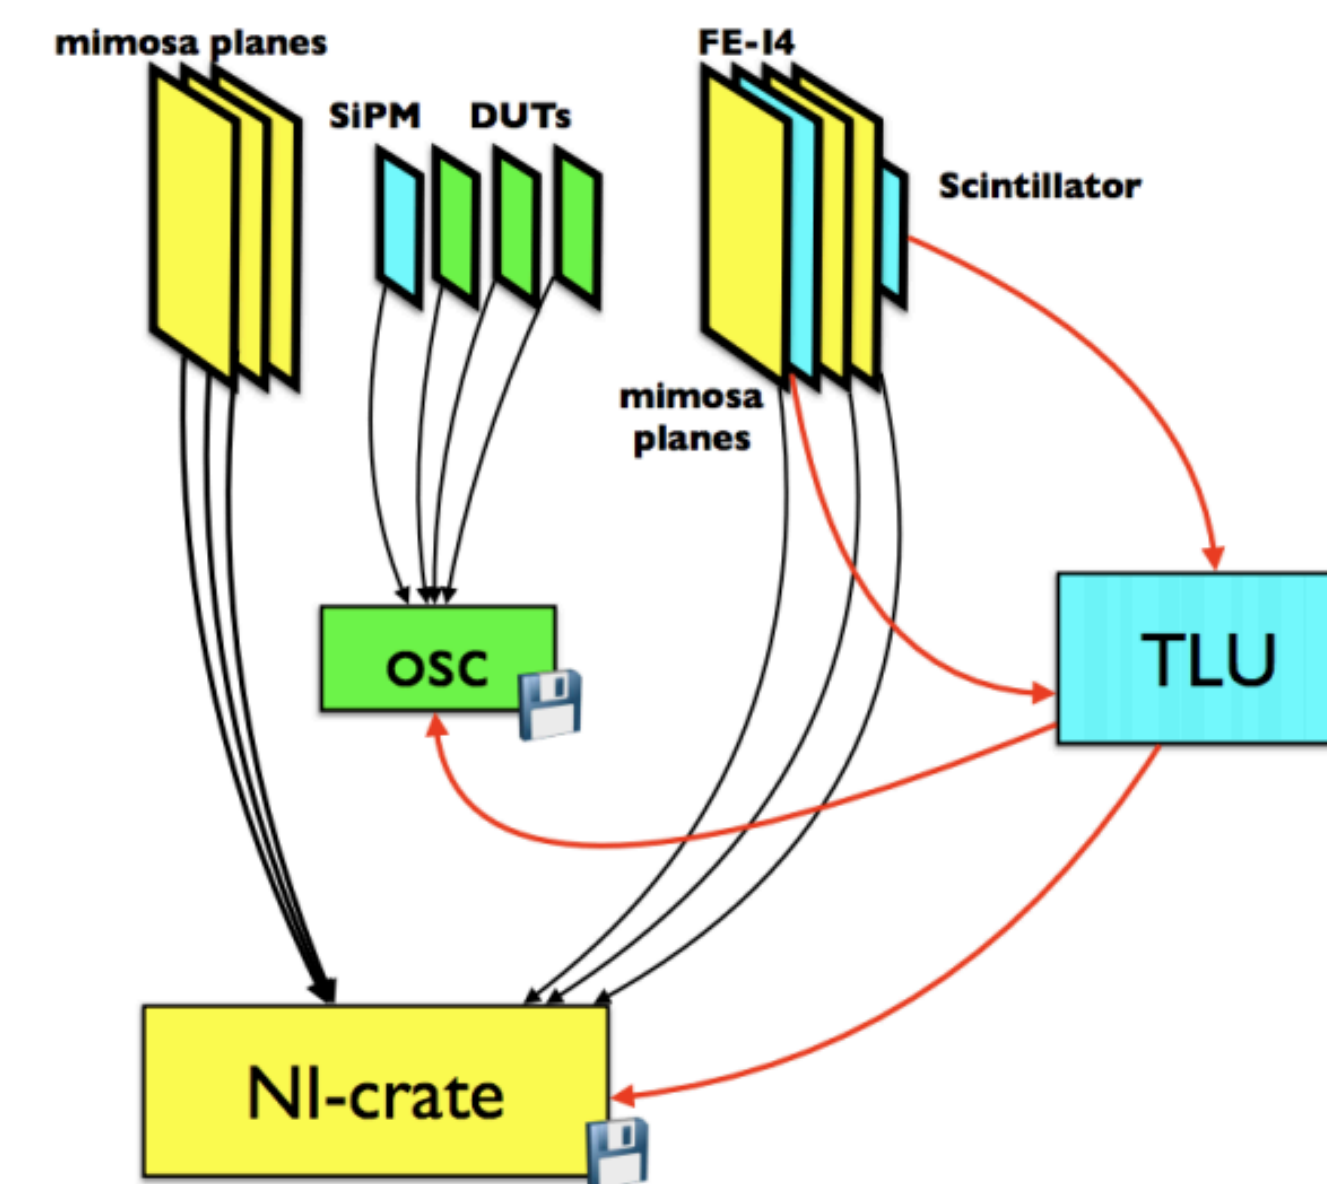 mimosa planes
FE-I4
SiPM
DUTs
Scintillator
mimosa
planes
OSC
TLU
NI-crate